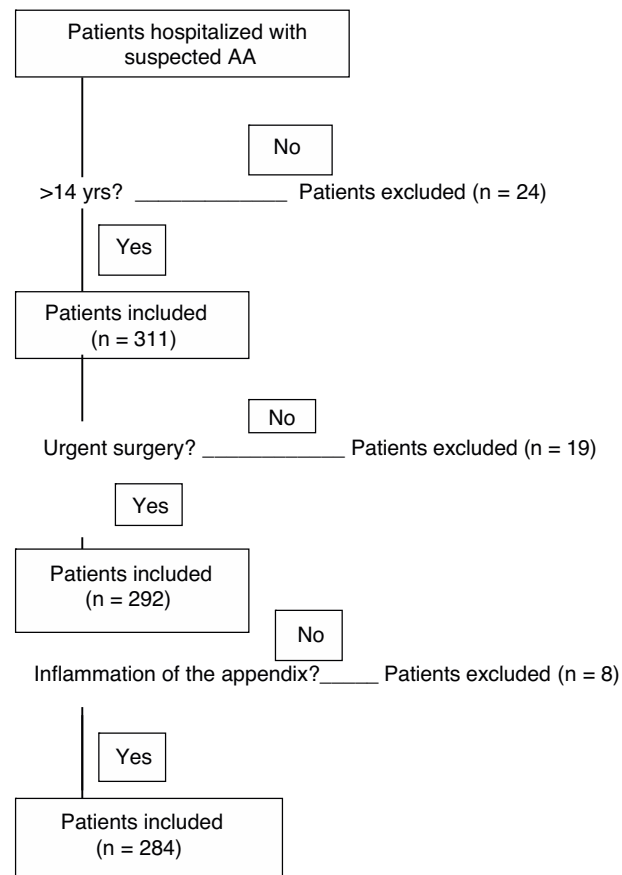 Patients hospitalized with
suspected AA
No
>14 yrs? ______________ Patients excluded (n = 24)
Yes
Patients included
(n = 311)
No
Urgent surgery? _____________ Patients excluded (n = 19)
Yes
Patients included
(n = 292)
No
Inflammation of the appendix?_____ Patients excluded (n = 8)
Yes
Patients included
(n = 284)